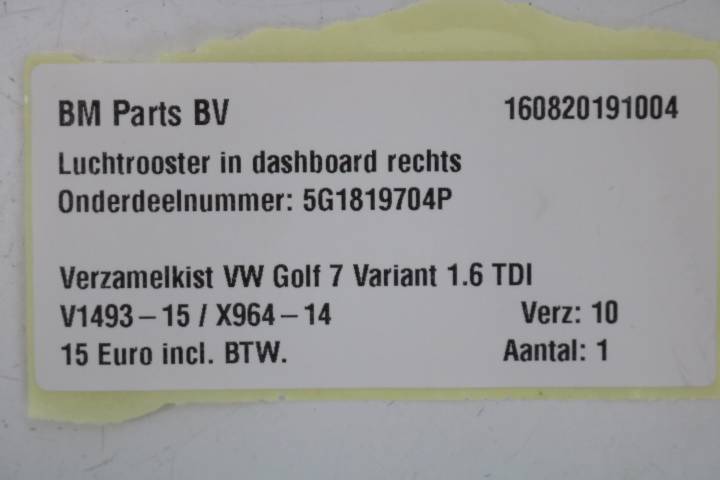 BM Parts BV 160820191004
Luchtrooster in dashboard rechts
Onderdeelnummer: 5G1819704P
Verzamelkist VW Golf 7 Variant 1.6 TDI
V1493-15 / X964-14 Verz: 10
15 Euro incl. BTW. Aantal: 1